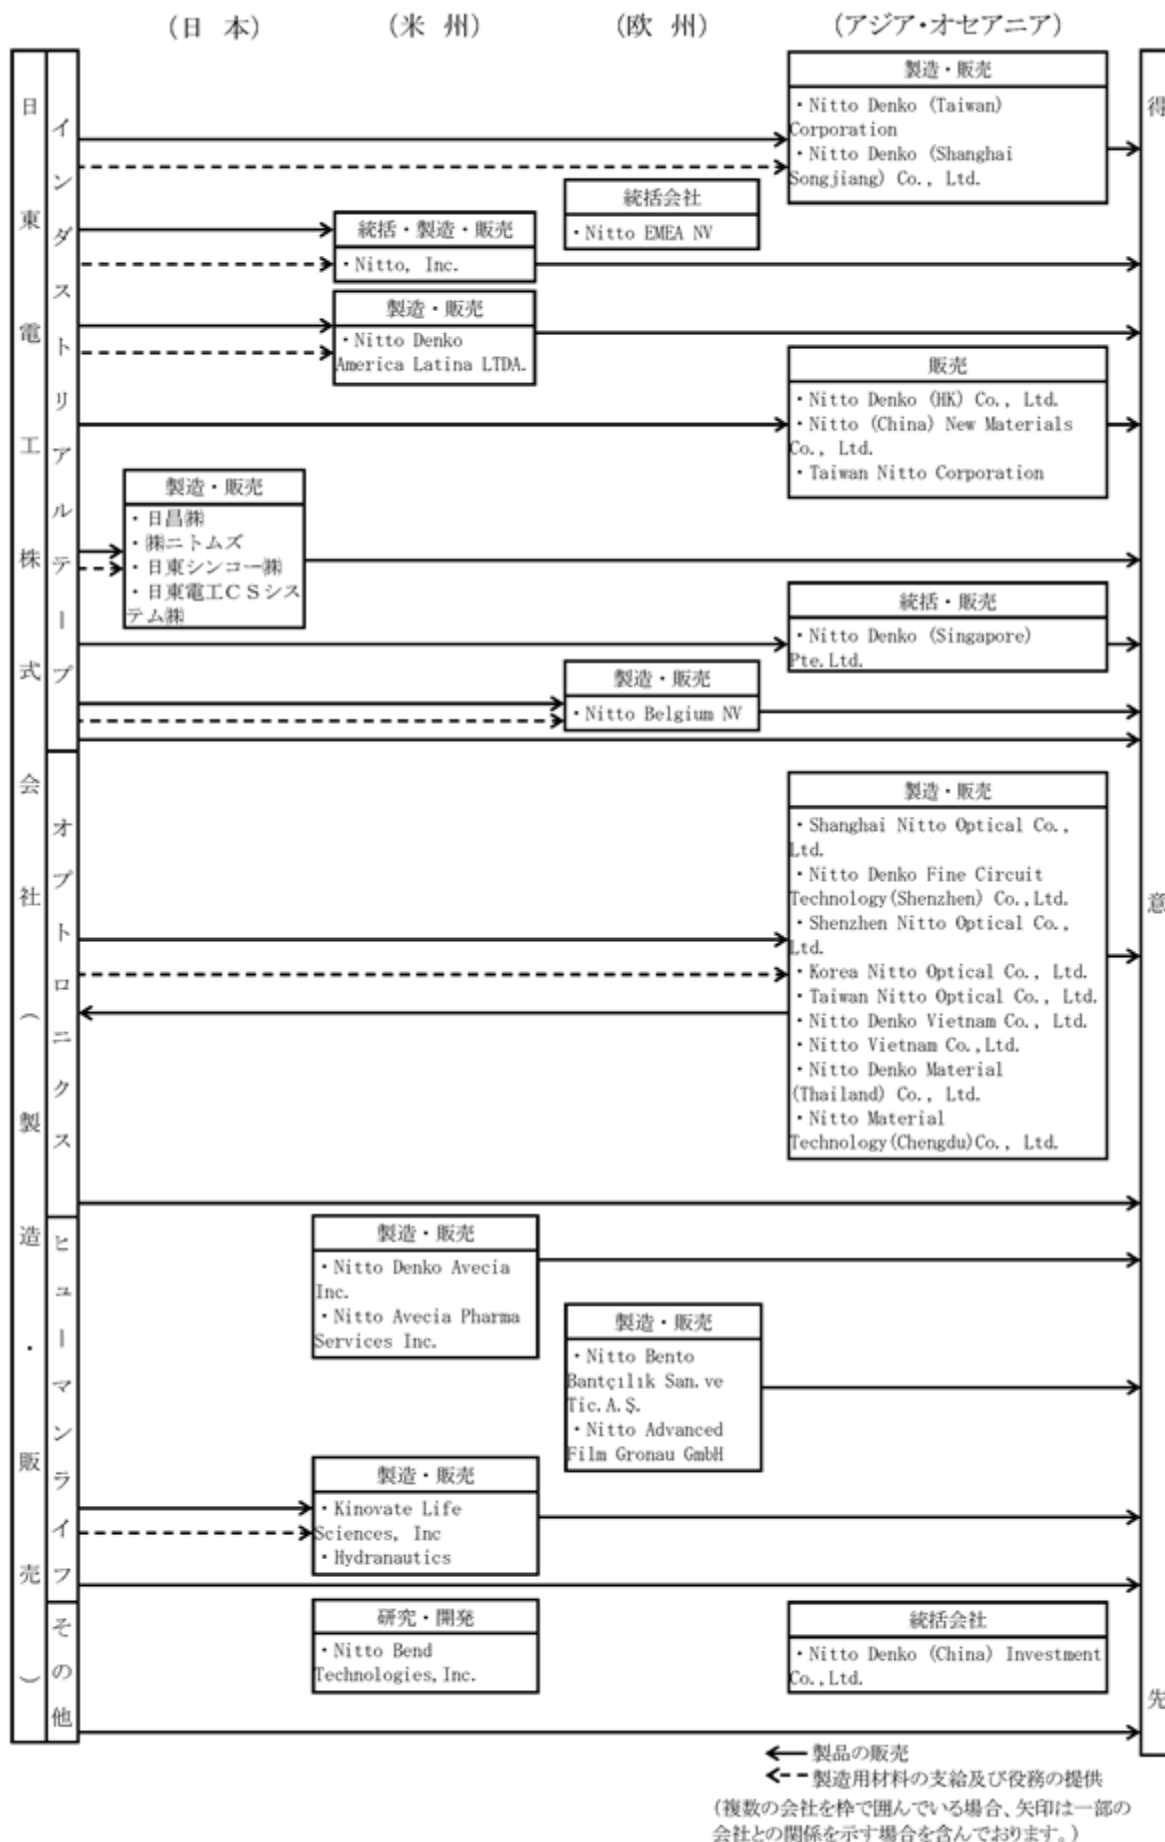 (日 本)
(米 州)
(欧 州)
(アジア・オセアニア)
日東電工株式会社(製造・販売)
インダストリアルテープ
製造・販売
・Nitto Denko (Taiwan)
Corporation
・Nitto Denko (Shanghai
Songjiang) Co., Ltd.
統括会社
・Nitto EMEA NV
統括・製造・販売
・Nitto, Inc.
製造・販売
・Nitto Denko
America Latina LTDA.
販売
・Nitto Denko (HK) Co., Ltd.
・Nitto (China) New Materials
Co., Ltd.
・Taiwan Nitto Corporation
製造・販売
・日昌㈱
・㈱ニトムズ
・日東シンコー㈱
・日東電工CSシス
テム㈱
統括・販売
・Nitto Denko (Singapore)
Pte.Ltd.
製造・販売
・Nitto Belgium NV
オプトロニクス
製造・販売
・Shanghai Nitto Optical Co.,
Ltd.
・Nitto Denko Fine Circuit
Technology(Shenzhen) Co.,Ltd.
・Shenzhen Nitto Optical Co.,
Ltd.
・Korea Nitto Optical Co., Ltd.
・Taiwan Nitto Optical Co., Ltd.
・Nitto Denko Vietnam Co., Ltd.
・Nitto Vietnam Co.,Ltd.
・Nitto Denko Material
(Thailand) Co., Ltd.
・Nitto Material
Technology(Chengdu)Co., Ltd.
ヒューマンライフ
製造・販売
・Nitto Denko Avecia
Inc.
・Nitto Avecia Pharma
Services Inc.
製造・販売
・Nitto Bento
Bantçılık San.ve
Tic.A.Ş.
・Nitto Advanced
Film Gronau GmbH
製造・販売
・Kinovate Life
Sciences, Inc
・Hydranautics
その他
研究・開発
・Nitto Bend
Technologies,Inc.
統括会社
・Nitto Denko (China) Investment
Co.,Ltd.
得意先
製品の販売
製造用材料の支給及び役務の提供
(複数の会社を枠で囲んでいる場合、矢印は一部の
会社との関係を示す場合を含んでおります。)